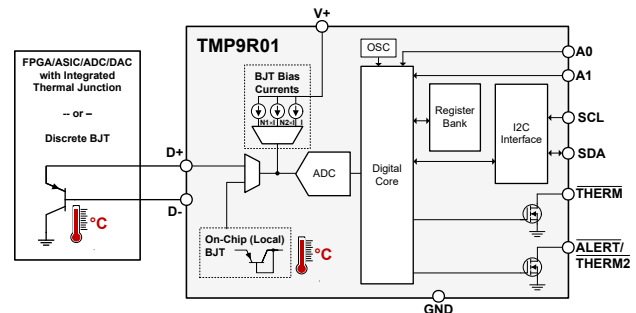 V+
TMP9R01
FPGA/ASIC/ADC/DAC
with Integrated
Thermal Junction
-- or –
Discrete BJT
°C
D+
D-
BJT Bias
Currents
N1·I N2·I I
ADC
On-Chip (Local)
BJT
°C
OSC
Digital
Core
Register
Bank
I2C
Interface
A0
A1
SCL
SDA
THERM
ALERT/
THERM2
GND